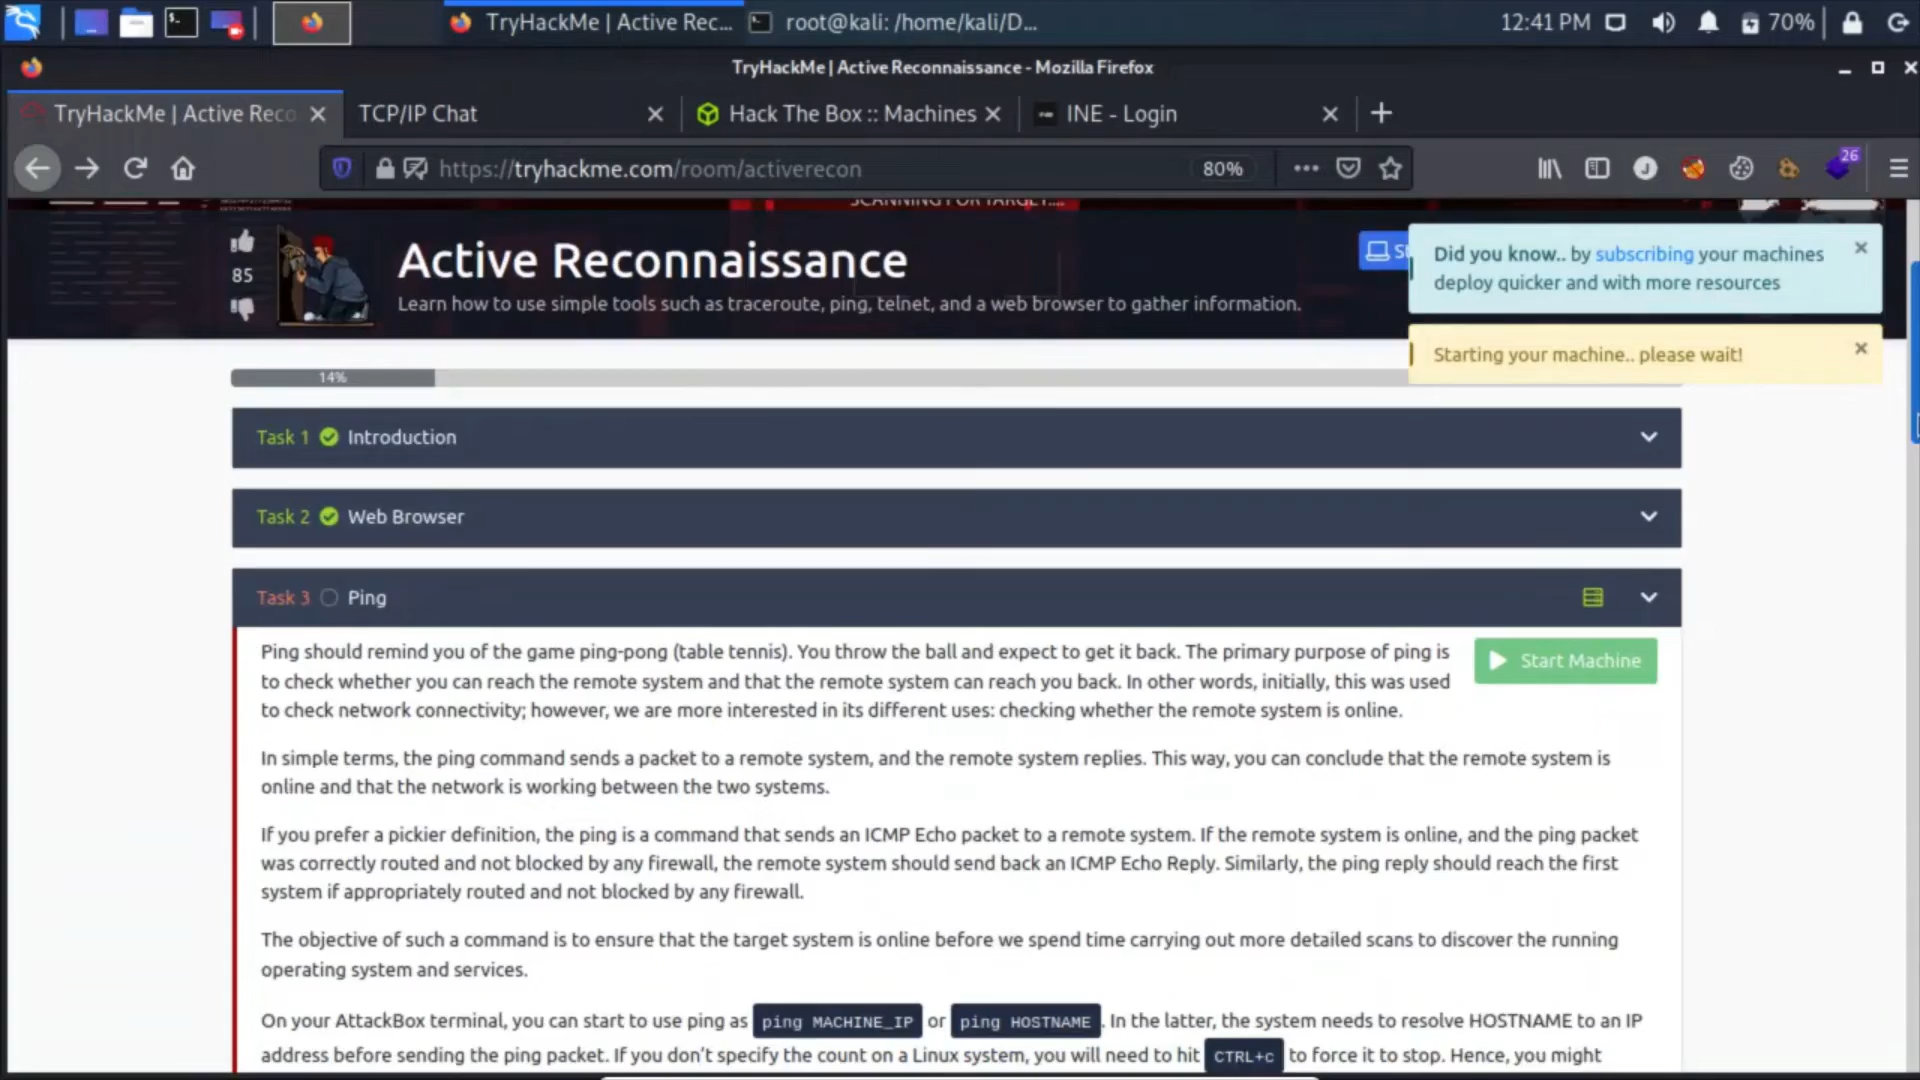 TryHackMe | Active Rec... root@kali: /home/kali/D... 12:41 PM 70%
TryHackMe | Active Reconnaissance - Mozilla Firefox
TryHackMe | Active Reco TCP/IP Chat Hack The Box :: Machines INE - Login
https://tryhackme.com/room/activerecon 80% 26
SCANNING FOR TARGET....
Active Reconnaissance
85
Learn how to use simple tools such as traceroute, ping, telnet, and a web browser to gather information.
Did you know.. by subscribing your machines
deploy quicker and with more resources
Starting your machine.. please wait!
14%
Task 1 Introduction
Task 2 Web Browser
Task 3 Ping
Start Machine
Ping should remind you of the game ping-pong (table tennis). You throw the ball and expect to get it back. The primary purpose of ping is
to check whether you can reach the remote system and that the remote system can reach you back. In other words, initially, this was used
to check network connectivity; however, we are more interested in its different uses: checking whether the remote system is online.
In simple terms, the ping command sends a packet to a remote system, and the remote system replies. This way, you can conclude that the remote system is
online and that the network is working between the two systems.
If you prefer a pickier definition, the ping is a command that sends an ICMP Echo packet to a remote system. If the remote system is online, and the ping packet
was correctly routed and not blocked by any firewall, the remote system should send back an ICMP Echo Reply. Similarly, the ping reply should reach the first
system if appropriately routed and not blocked by any firewall.
The objective of such a command is to ensure that the target system is online before we spend time carrying out more detailed scans to discover the running
operating system and services.
On your AttackBox terminal, you can start to use ping as ping MACHINE_IP or ping HOSTNAME . In the latter, the system needs to resolve HOSTNAME to an IP
address before sending the ping packet. If you don't specify the count on a Linux system, you will need to hit CTRL+c to force it to stop. Hence, you might